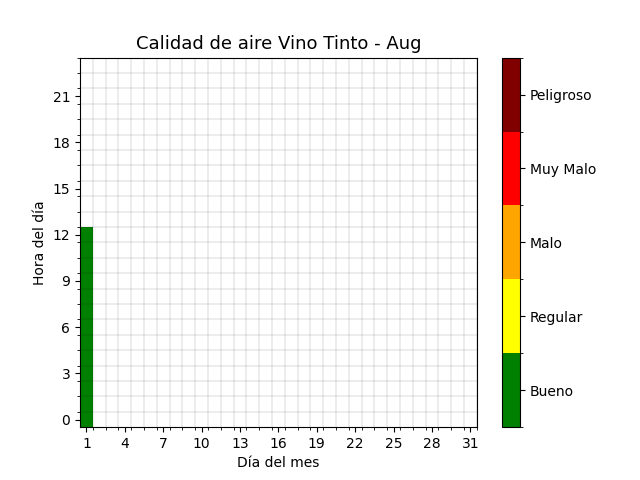 Calidad de aire Vino Tinto - Aug
Hora del día
21
18
15
12
9
6
3
0
1 4 7 10 13 16 19 22 25 28 31
Día del mes
Peligroso
Muy Malo
Malo
Regular
Bueno